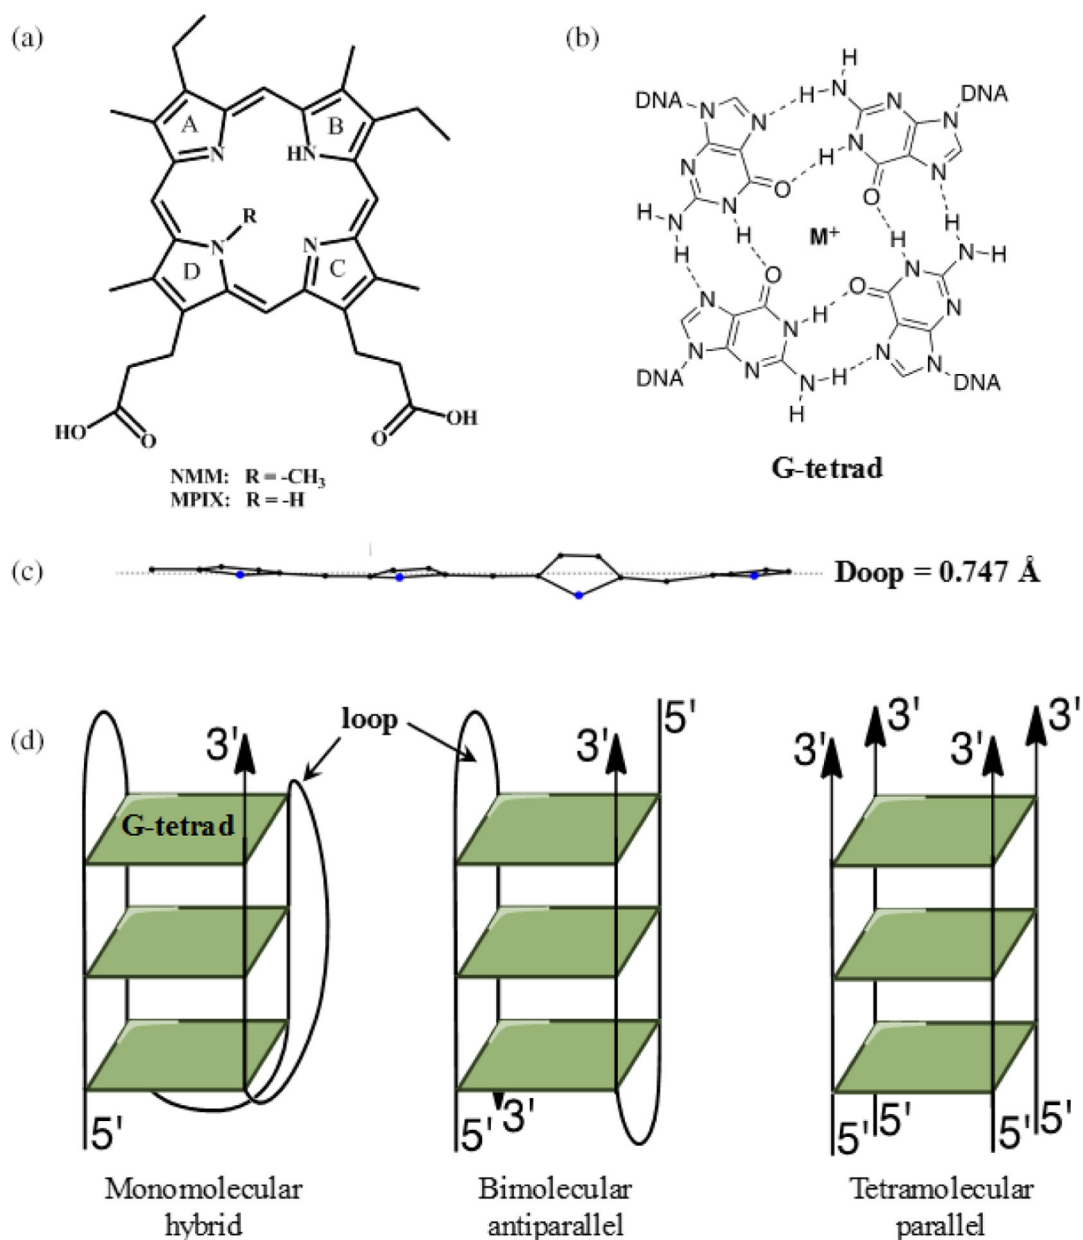 (a)
A
B
N
HN
R
N
N
D
C
HO
O
O
OH
NMM: R = -CH3
MPIX: R = -H
(b)
H
DNA
N
N
H
N
N
DNA
N
H
N
N
N
O
O
N
N
H
N
H
H
M+
H
N
H
N
H
H
N
O
O
N
N
N
H
N
N
N
N
DNA
N
H
N
DNA
H
G-tetrad
(c)
Doop = 0.747 Å
(d)
loop
3'
G-tetrad
5'
Monomolecular
hybrid
5'
3'
5'
3'
Bimolecular
antiparallel
3'
3'
3'
3'
5'
5'
5'
5'
Tetramolecular
parallel